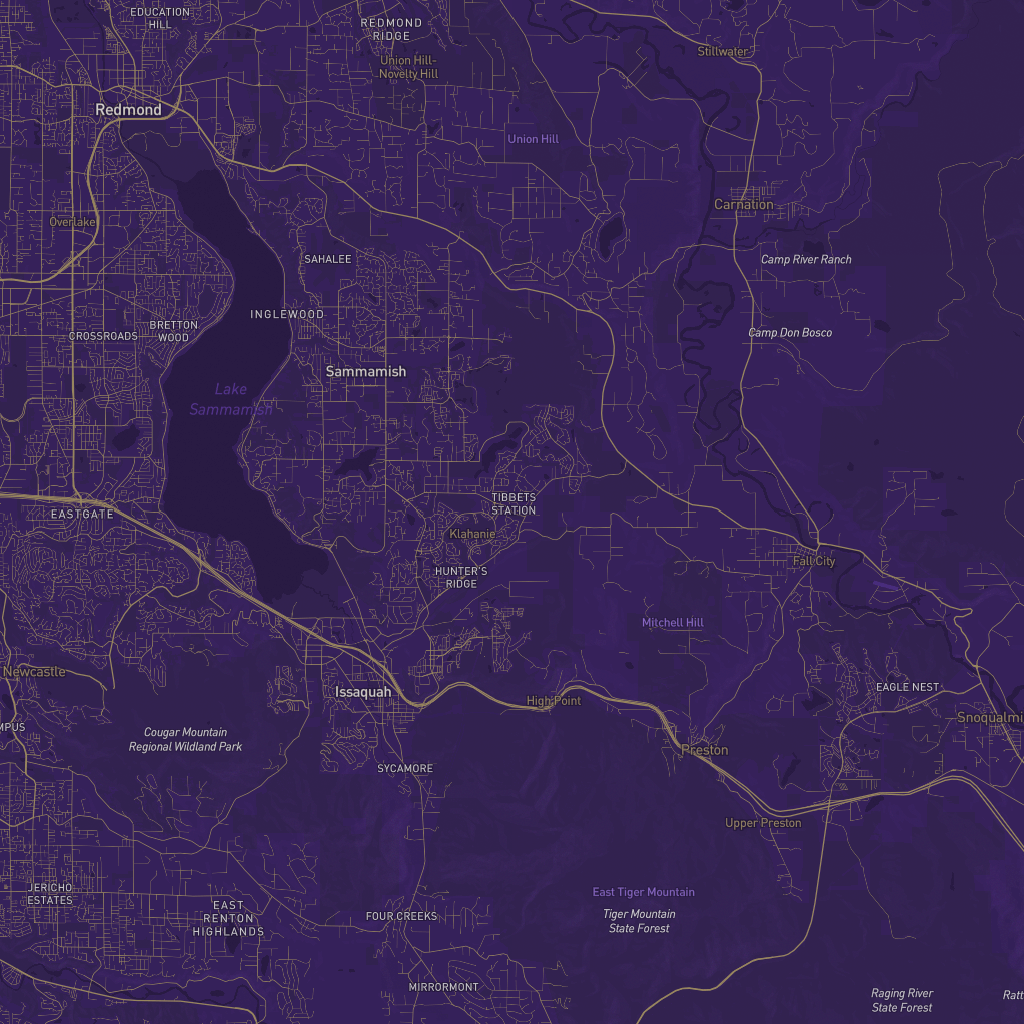 EDUCATION
HILL
REDMOND
RIDGE
Stillwater
Union Hill-
Novelty Hill
Redmond
Union Hill
Carnation
Overlake
SAHALEE
Camp River Ranch
INGLEWOOD
BRETTON
WOOD
CROSSROADS
Camp Don Bosco
Sammamish
Lake
Sammamish
TIBBETS
STATION
EASTGATE
Klahanie
Fall City
HUNTER'S
RIDGE
Mitchell Hill
Newcastle
Issaquah
EAGLE NEST
High Point
Snoqualmi
MPUS
Cougar Mountain
Regional Wildland Park
Preston
SYCAMORE
Upper Preston
JERICHO
ESTATES
East Tiger Mountain
EAST
RENTON
HIGHLANDS
FOUR CREEKS
Tiger Mountain
State Forest
MIRRORMONT
Raging River
State Forest
Ratt